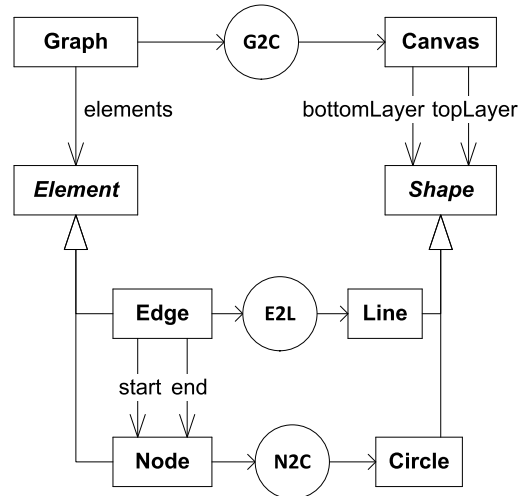 Graph G2C Canvas
elements bottomLayer topLayer
Element Shape
Edge E2L Line
start end
Node N2C Circle